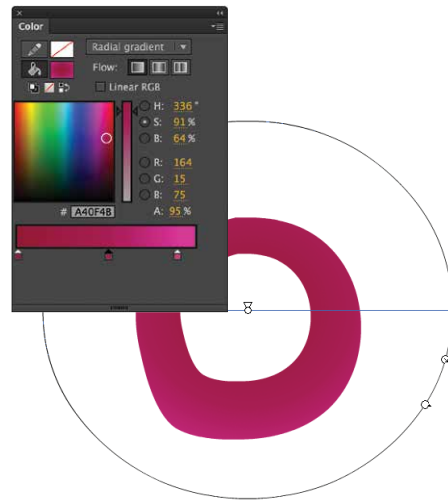 Color
Radial gradient
Flow:
Linear RGB
H: 336 °
S: 91 %
B: 64 %
R: 164
G: 15
B: 75
# A40F4B
A: 95 %